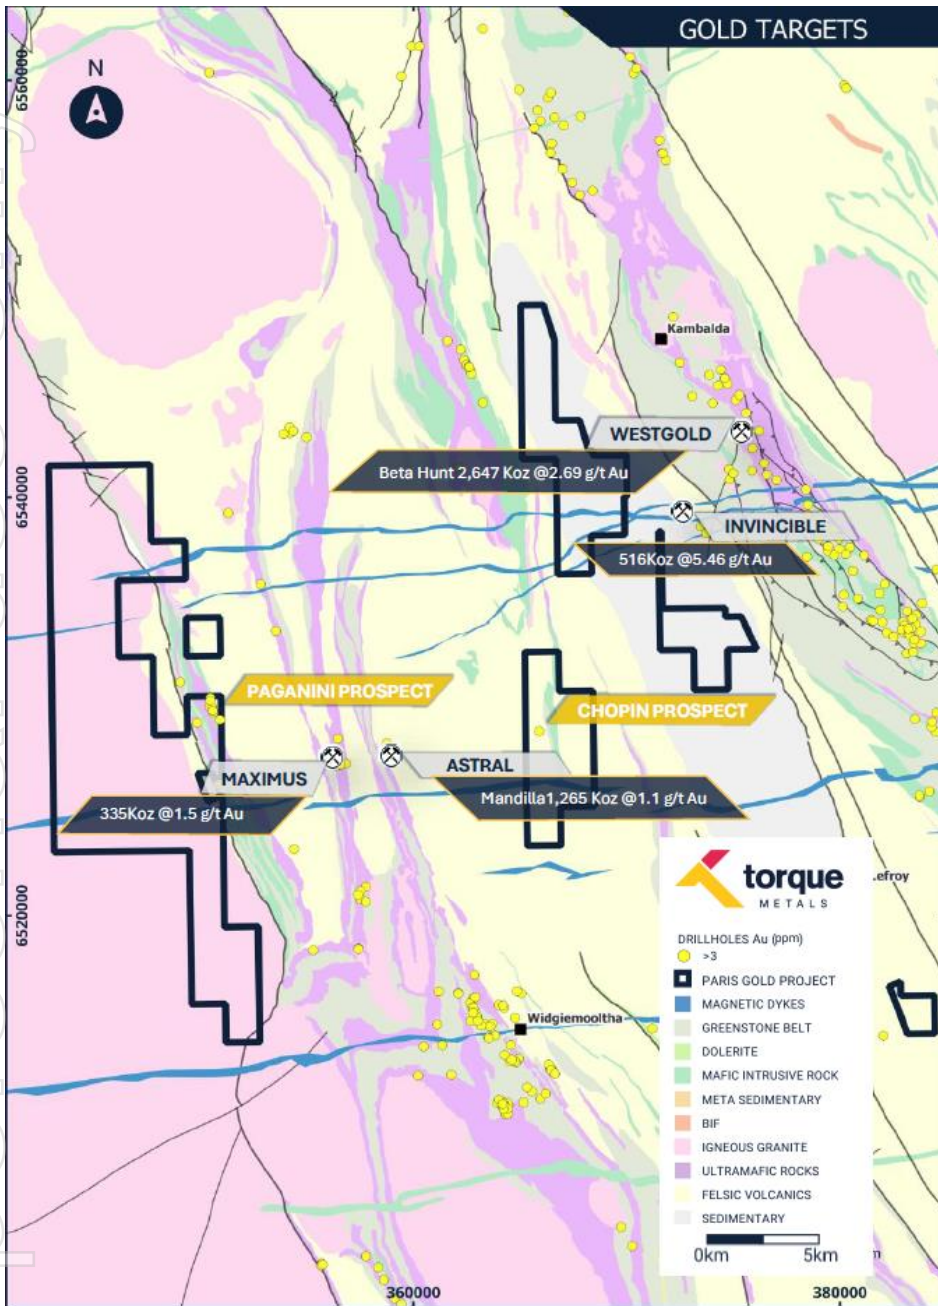 GOLD TARGETS
N
6560000
Kambalda
WESTGOLD
Beta Hunt 2,647 Koz @2.69 g/t Au
6540000
INVINCIBLE
516Koz @5.46 g/t Au
PAGANINI PROSPECT
CHOPIN PROSPECT
MAXIMUS
ASTRAL
335Koz @1.5 g/t Au
Mandilla1,265 Koz @1.1 g/t Au
6520000
torque
METALS
efroy
DRILLHOLES Au (ppm)
>3
PARIS GOLD PROJECT
MAGNETIC DYKES
GREENSTONE BELT
DOLERITE
MAFIC INTRUSIVE ROCK
META SEDIMENTARY
BIF
IGNEOUS GRANITE
ULTRAMAFIC ROCKS
FELSIC VOLCANICS
SEDIMENTARY
0km 5km
Widgiemooltha
360000
380000